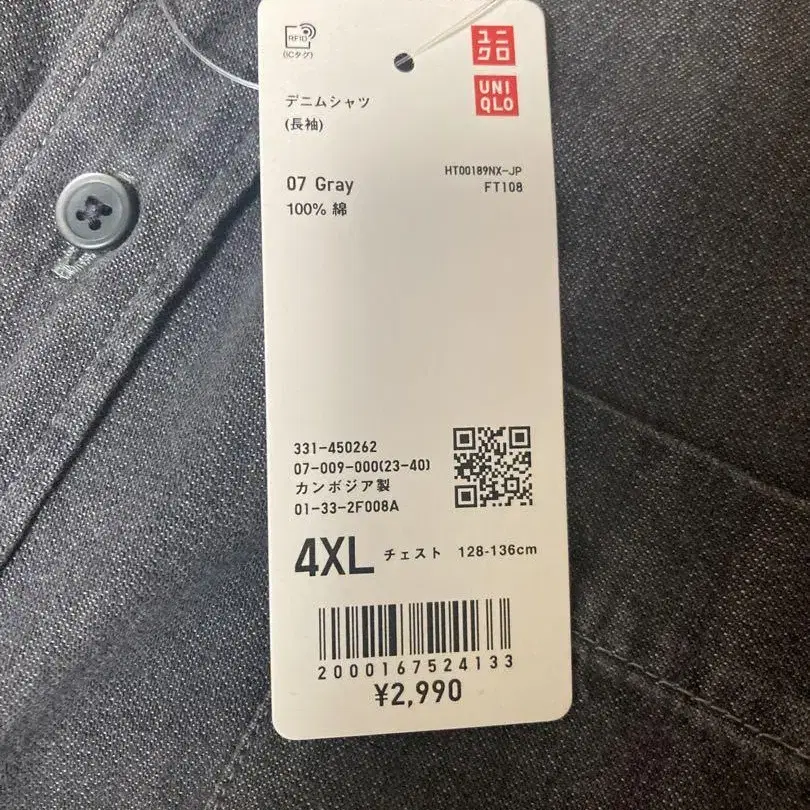 RFID
(ICタグ)
ユニクロ
UNI
QLO
デニムシャツ
(長袖)
07 Gray
HT00189NX-JP
100% 綿
FT108
331-450262
07-009-000(23-40)
カンボジア製
01-33-2F008A
4XL チェスト 128-136cm
2000167524133
¥2,990